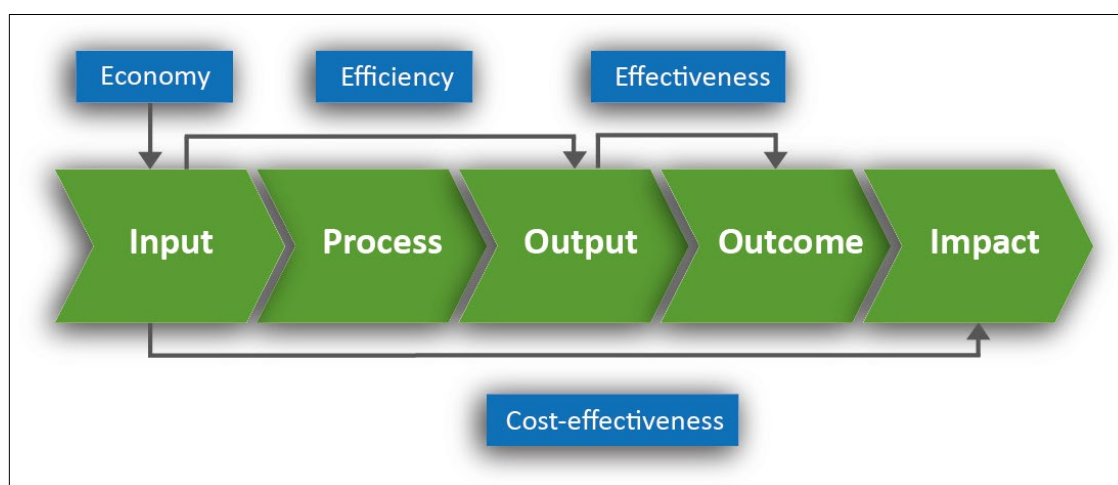 Economy
Efficiency
Effectiveness
Input
Process
Output
Outcome
Impact
Cost-effectiveness